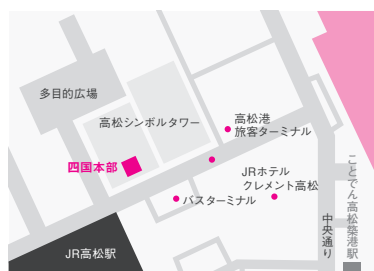 多目的広場
高松シンボルタワー
高松港
旅客ターミナル
四国本部
JRホテル
クレメント高松
バスターミナル
JR高松駅
中央通り
ことでん高松築港駅